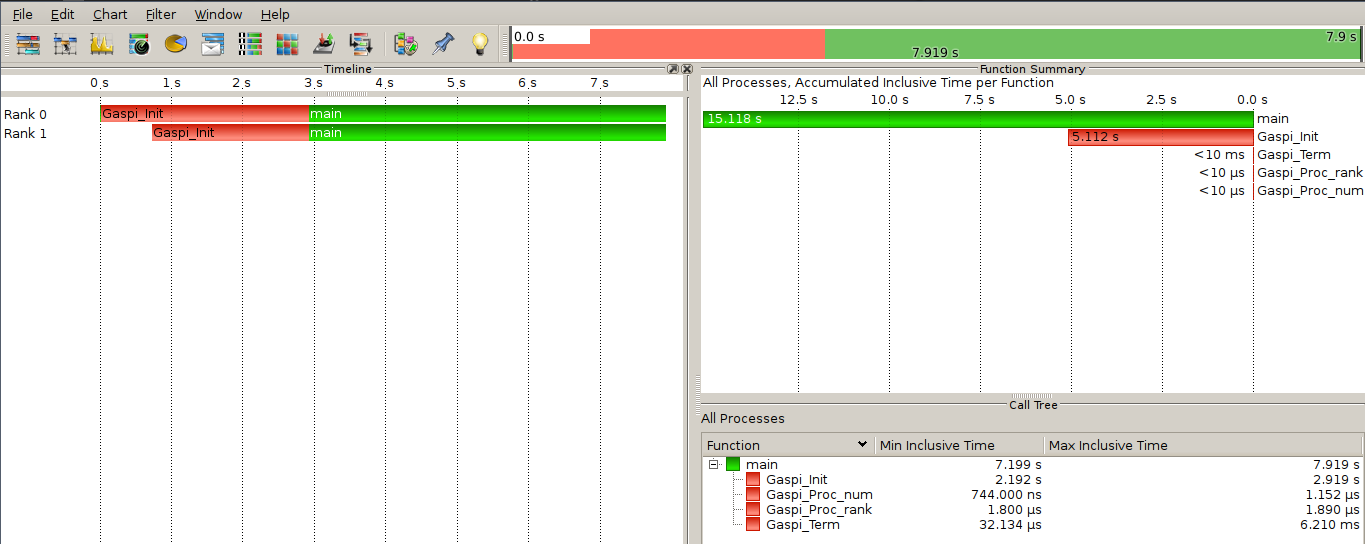 File Edit Chart Filter Window Help
0.0 s 7.9 s
7.919 s
Timeline
0 s 1 s 2 s 3 s 4 s 5 s 6 s 7 s
Rank 0 Gaspi_Init main
Rank 1 Gaspi_Init main
Function Summary
All Processes, Accumulated Inclusive Time per Function
12.5 s 10.0 s 7.5 s 5.0 s 2.5 s 0.0 s
15.118 s main
5.112 s Gaspi_Init
<10 ms Gaspi_Term
<10 µs Gaspi_Proc_rank
<10 µs Gaspi_Proc_num
Call Tree
All Processes
Function Min Inclusive Time Max Inclusive Time
main 7.199 s 7.919 s
Gaspi_Init 2.192 s 2.919 s
Gaspi_Proc_num 744.000 ns 1.152 µs
Gaspi_Proc_rank 1.800 µs 1.890 µs
Gaspi_Term 32.134 µs 6.210 ms